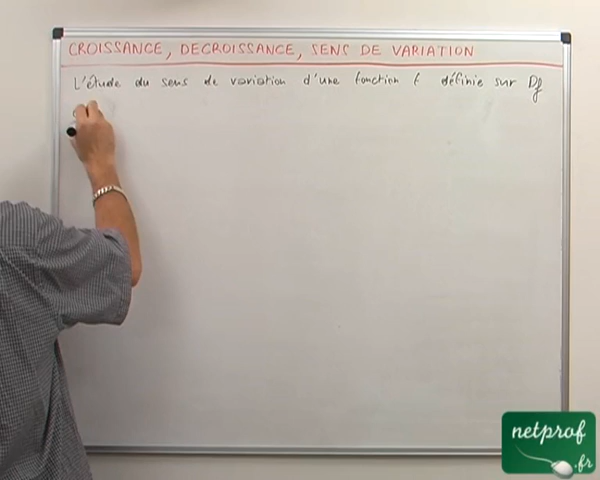 CROISSANCE, DECROISSANCE, SENS DE VARIATION
L'étude du sens de variation d'une fonction f définie sur Df
netprof
.fr